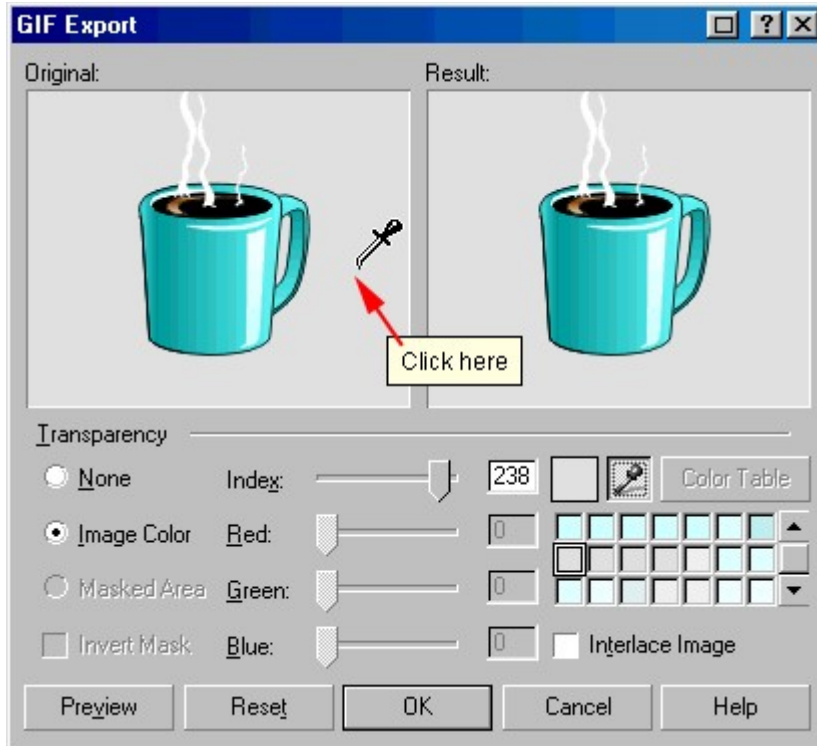 GIF Export
Original:
Result:
Click here
Transparency
None
Index:
238
Color Table
Image Color
Red:
0
Masked Area
Green:
0
Invert Mask
Blue:
0
Interlace Image
Preview
Reset
OK
Cancel
Help